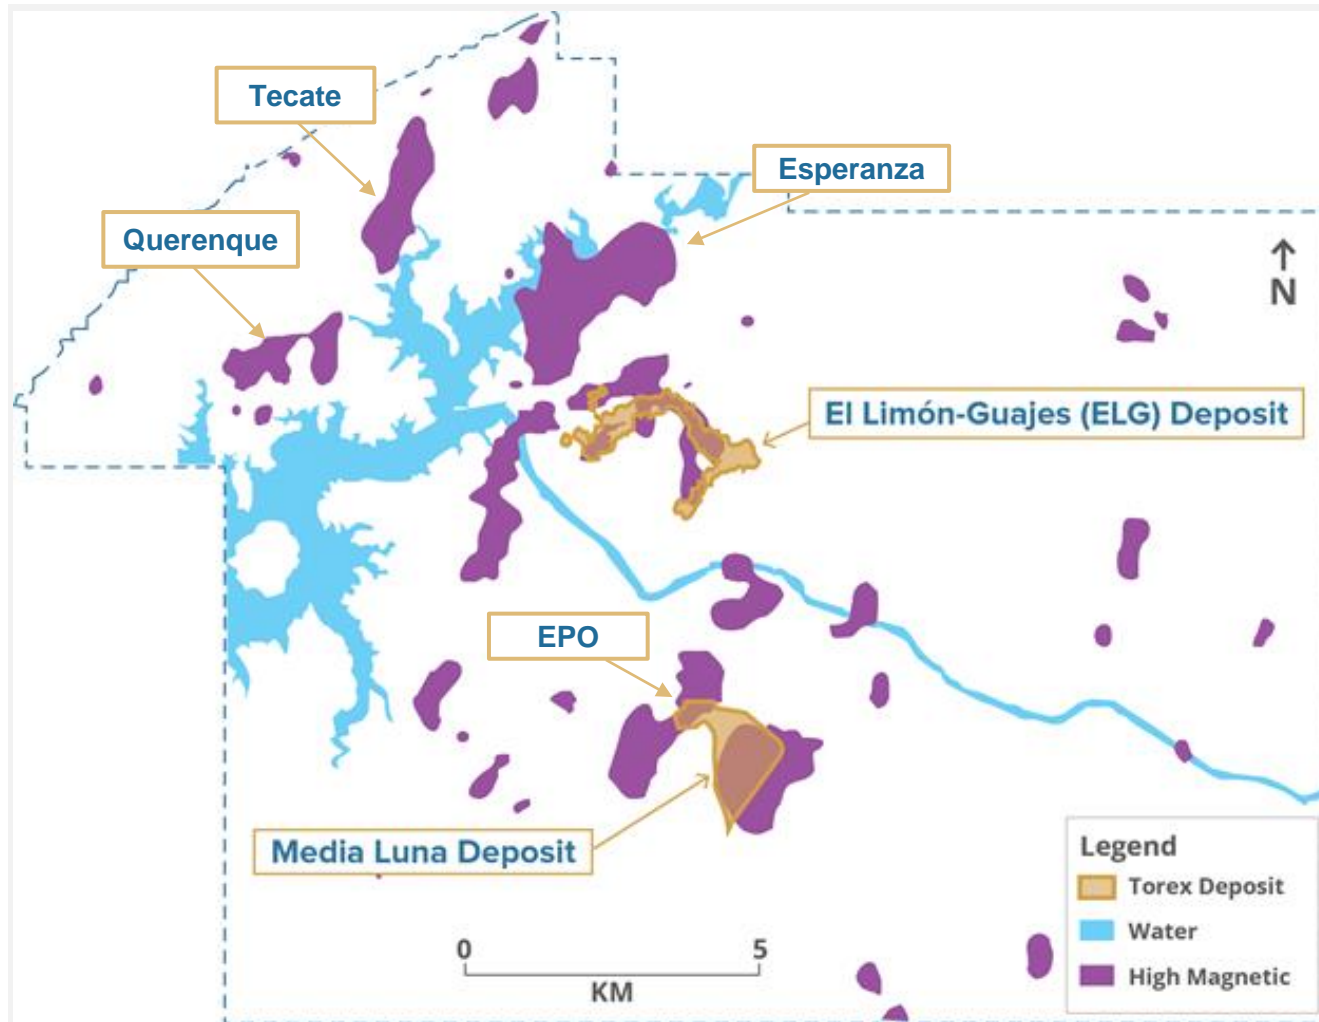 Tecate
Esperanza
Querenque
N
El Limón-Guajes (ELG) Deposit
EPO
Media Luna Deposit
Legend
Torex Deposit
Water
High Magnetic
0 5
KM